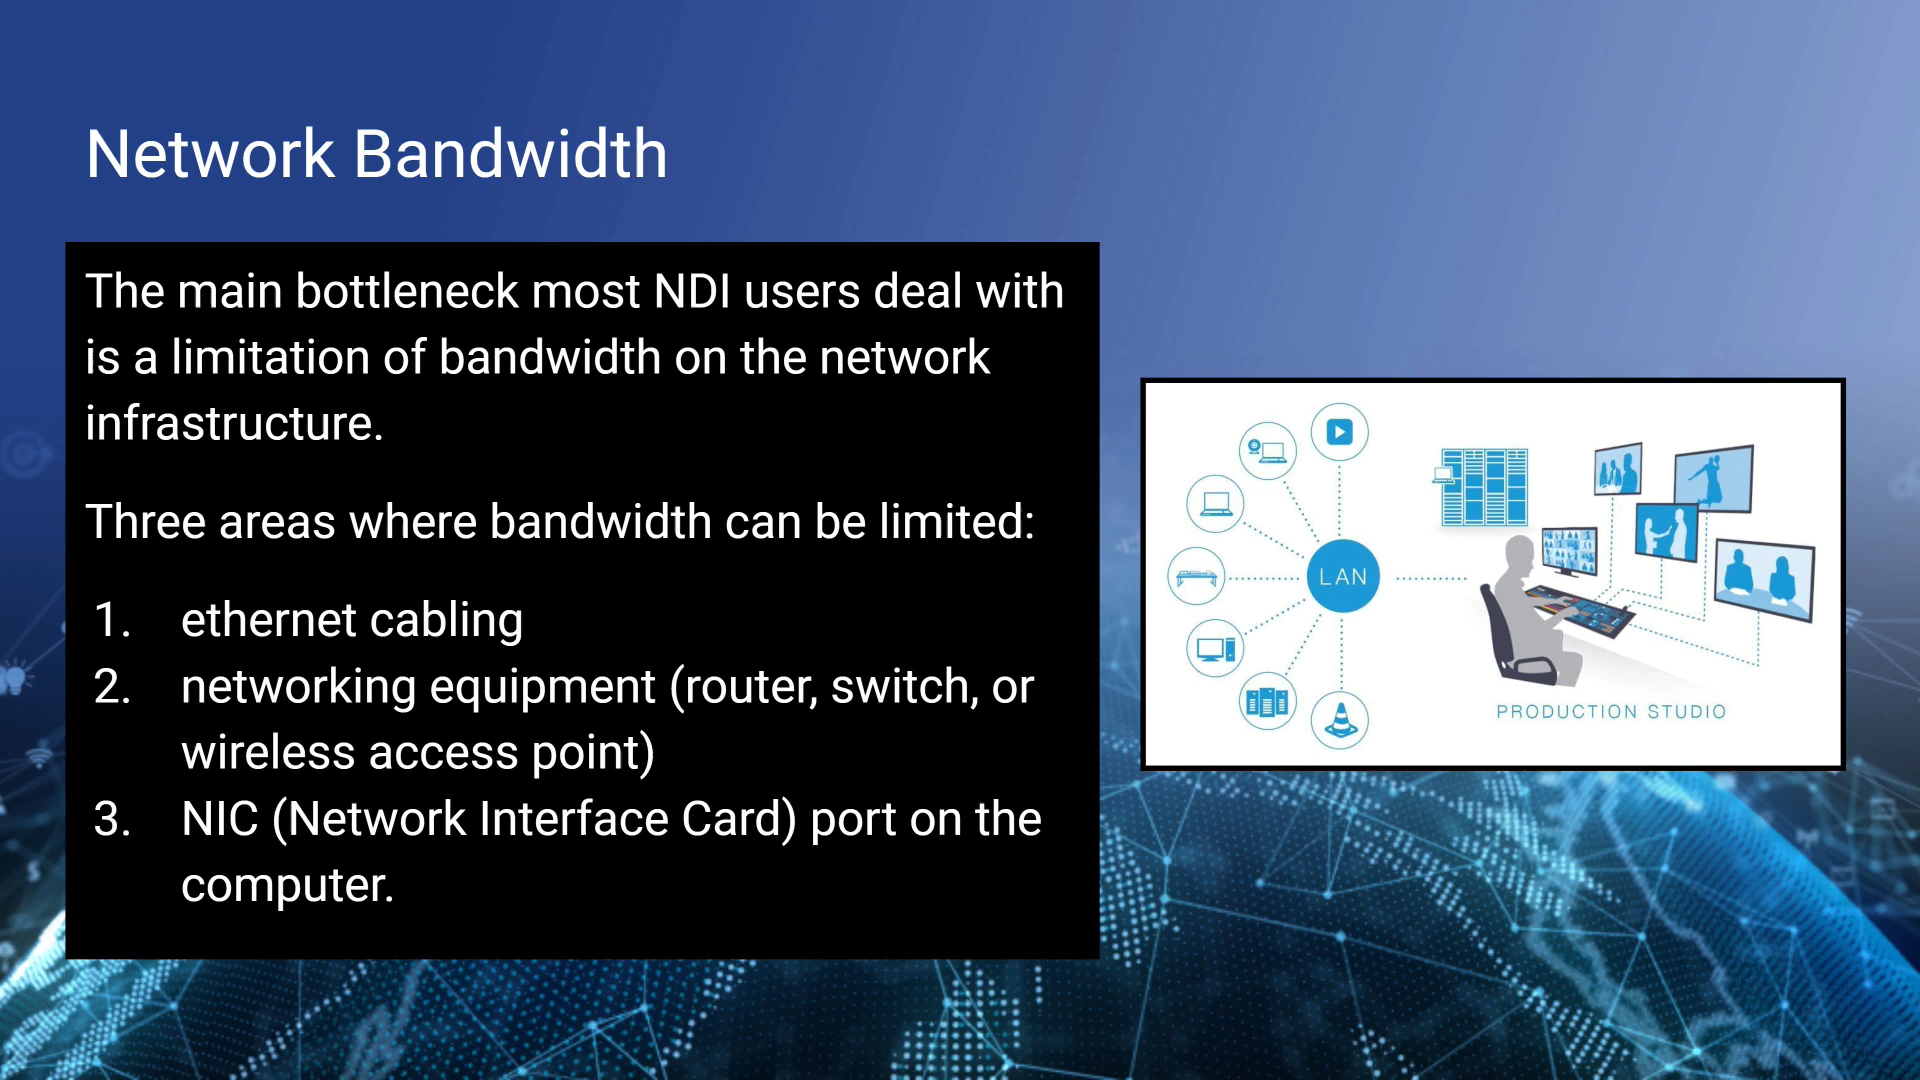 Network Bandwidth
The main bottleneck most NDI users deal with
is a limitation of bandwidth on the network
infrastructure.
Three areas where bandwidth can be limited:
1. ethernet cabling
2. networking equipment (router, switch, or
wireless access point)
3. NIC (Network Interface Card) port on the
computer.
LAN
PRODUCTION STUDIO